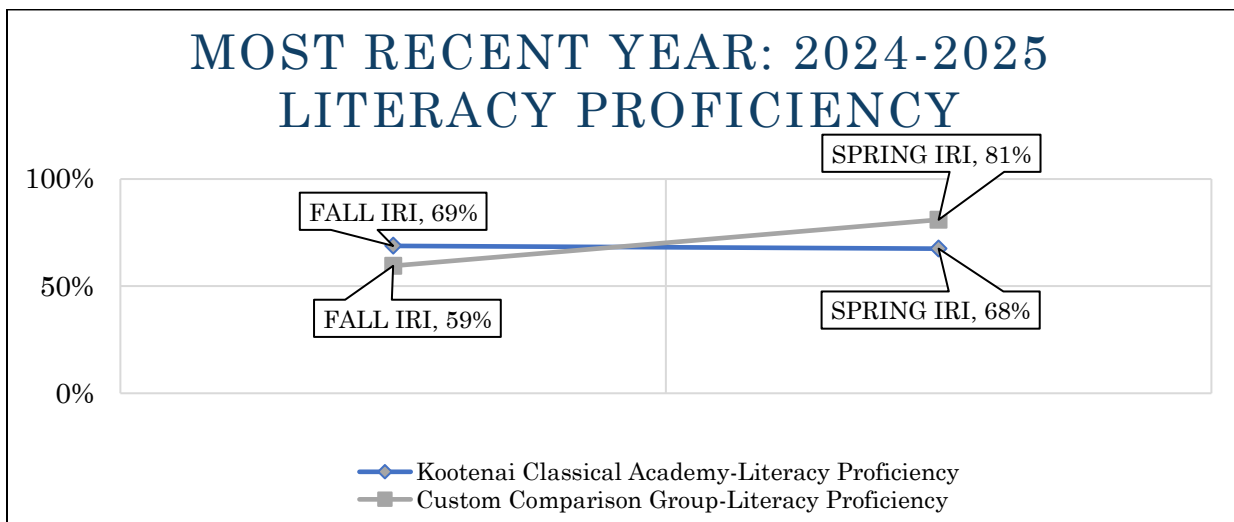 MOST RECENT YEAR: 2024-2025
LITERACY PROFICIENCY
SPRING IRI, 81%
100%
FALL IRI, 69%
50%
FALL IRI, 59%
SPRING IRI, 68%
0%
Kootenai Classical Academy-Literacy Proficiency
Custom Comparison Group-Literacy Proficiency